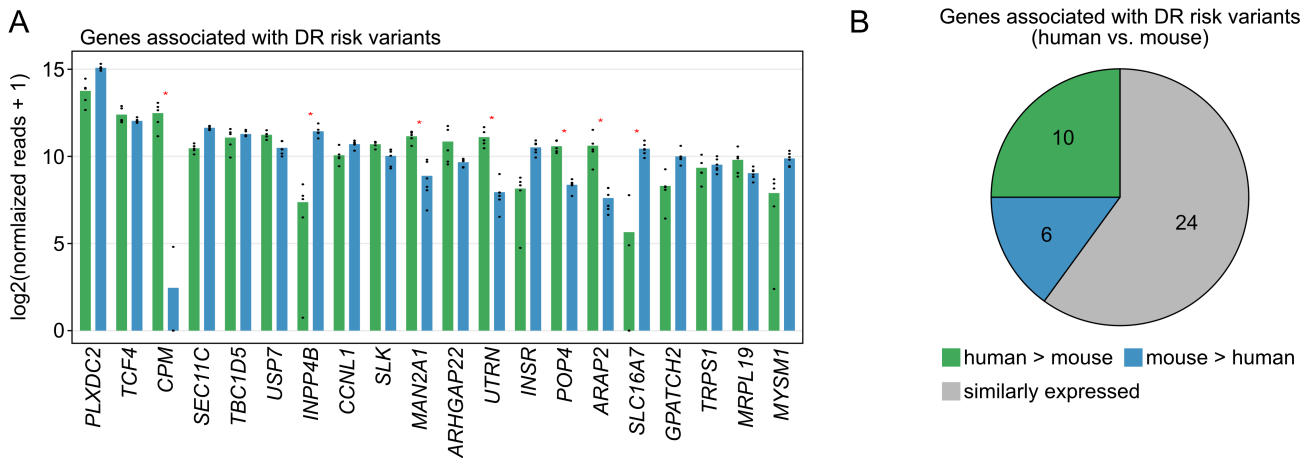 A
Genes associated with DR risk variants
log2(normlaized reads + 1)
15
10
5
0
*
*
*
*
*
*
*
PLXDC2
TCF4
CPM
SEC11C
TBC1D5
USP7
INPP4B
CCNL1
SLK
MAN2A1
ARHGAP22
UTRN
INSR
POP4
ARAP2
SLC16A7
GPATCH2
TRPS1
MRPL19
MYSM1
B
Genes associated with DR risk variants
(human vs. mouse)
10
6
24
human > mouse
mouse > human
similarly expressed